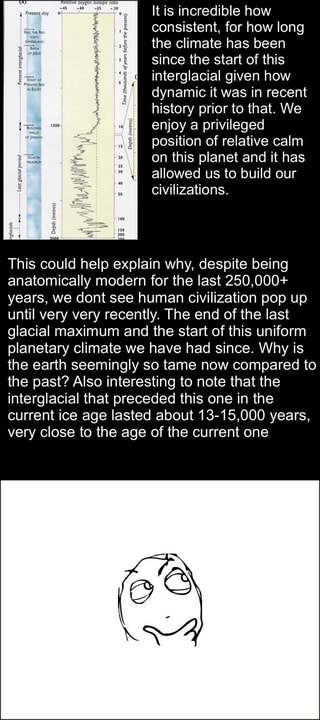 Relative oxygen isotope ratio
-45 -40 -35 -30
Present day
Present interglacial
Last glacial period
Depth (metres)
Time (thousands of years before the present)
Depth (metres)
1500
It is incredible how
consistent, for how long
the climate has been
since the start of this
interglacial given how
dynamic it was in recent
history prior to that. We
enjoy a privileged
position of relative calm
on this planet and it has
allowed us to build our
civilizations.
This could help explain why, despite being
anatomically modern for the last 250,000+
years, we dont see human civilization pop up
until very very recently. The end of the last
glacial maximum and the start of this uniform
planetary climate we have had since. Why is
the earth seemingly so tame now compared to
the past? Also interesting to note that the
interglacial that preceded this one in the
current ice age lasted about 13-15,000 years,
very close to the age of the current one